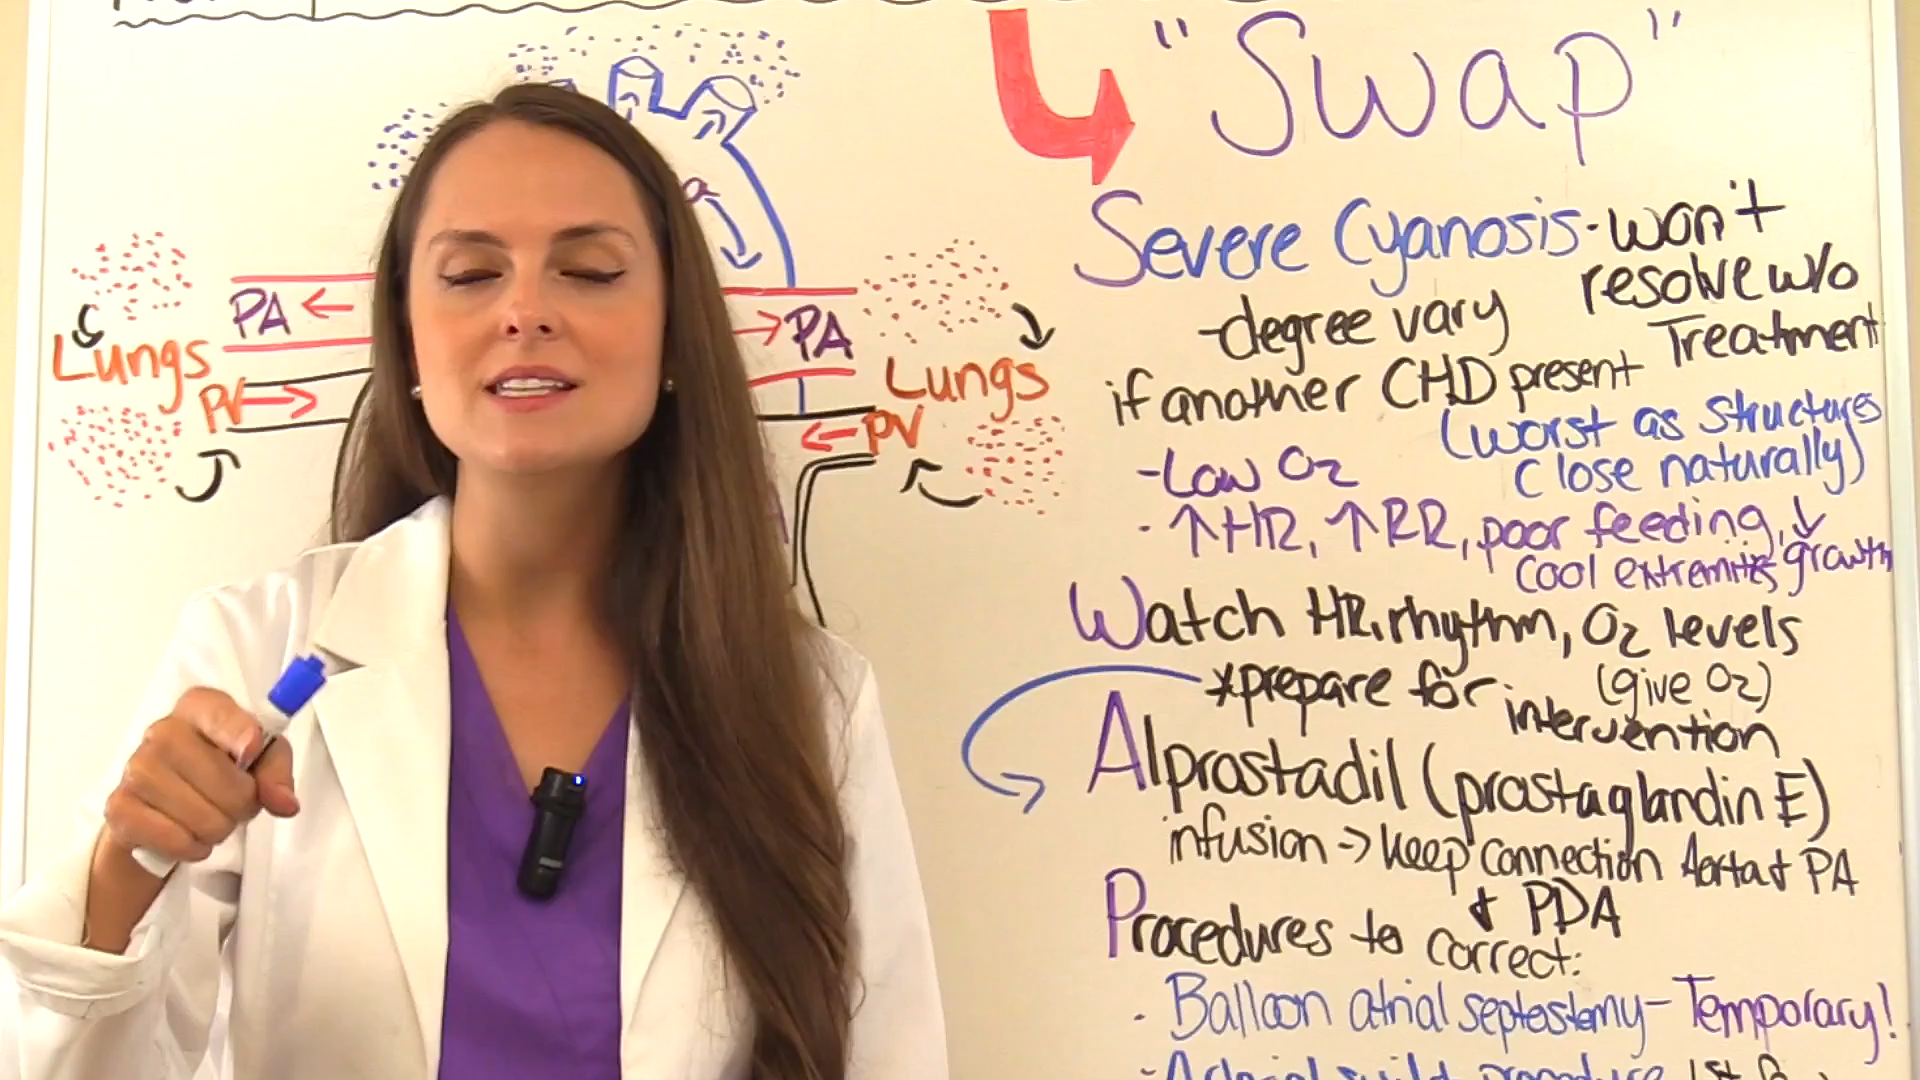 "Swap"
Severe Cyanosis - won't
resolve w/o
Treatment
- degree vary
if another CHD present
(worst as structures
close naturally)
- Low O2
- ↑HR, ↑RR, poor feeding, ↓
cool extremities, growth
Watch HR, rhythm, O2 levels
(give O2)
*prepare for
intervention
Alprostadil (prostaglandin E)
infusion → keep connection Aorta & PA
& PDA
Procedures to correct:
- Balloon atrial septostomy - Temporary!
a
PA ←
Lungs
PV →
→ PA
Lungs
← PV